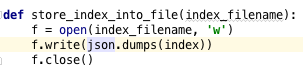 def store_index_into_file(index_filename):
    f = open(index_filename, 'w')
    f.write(json.dumps(index))
    f.close()